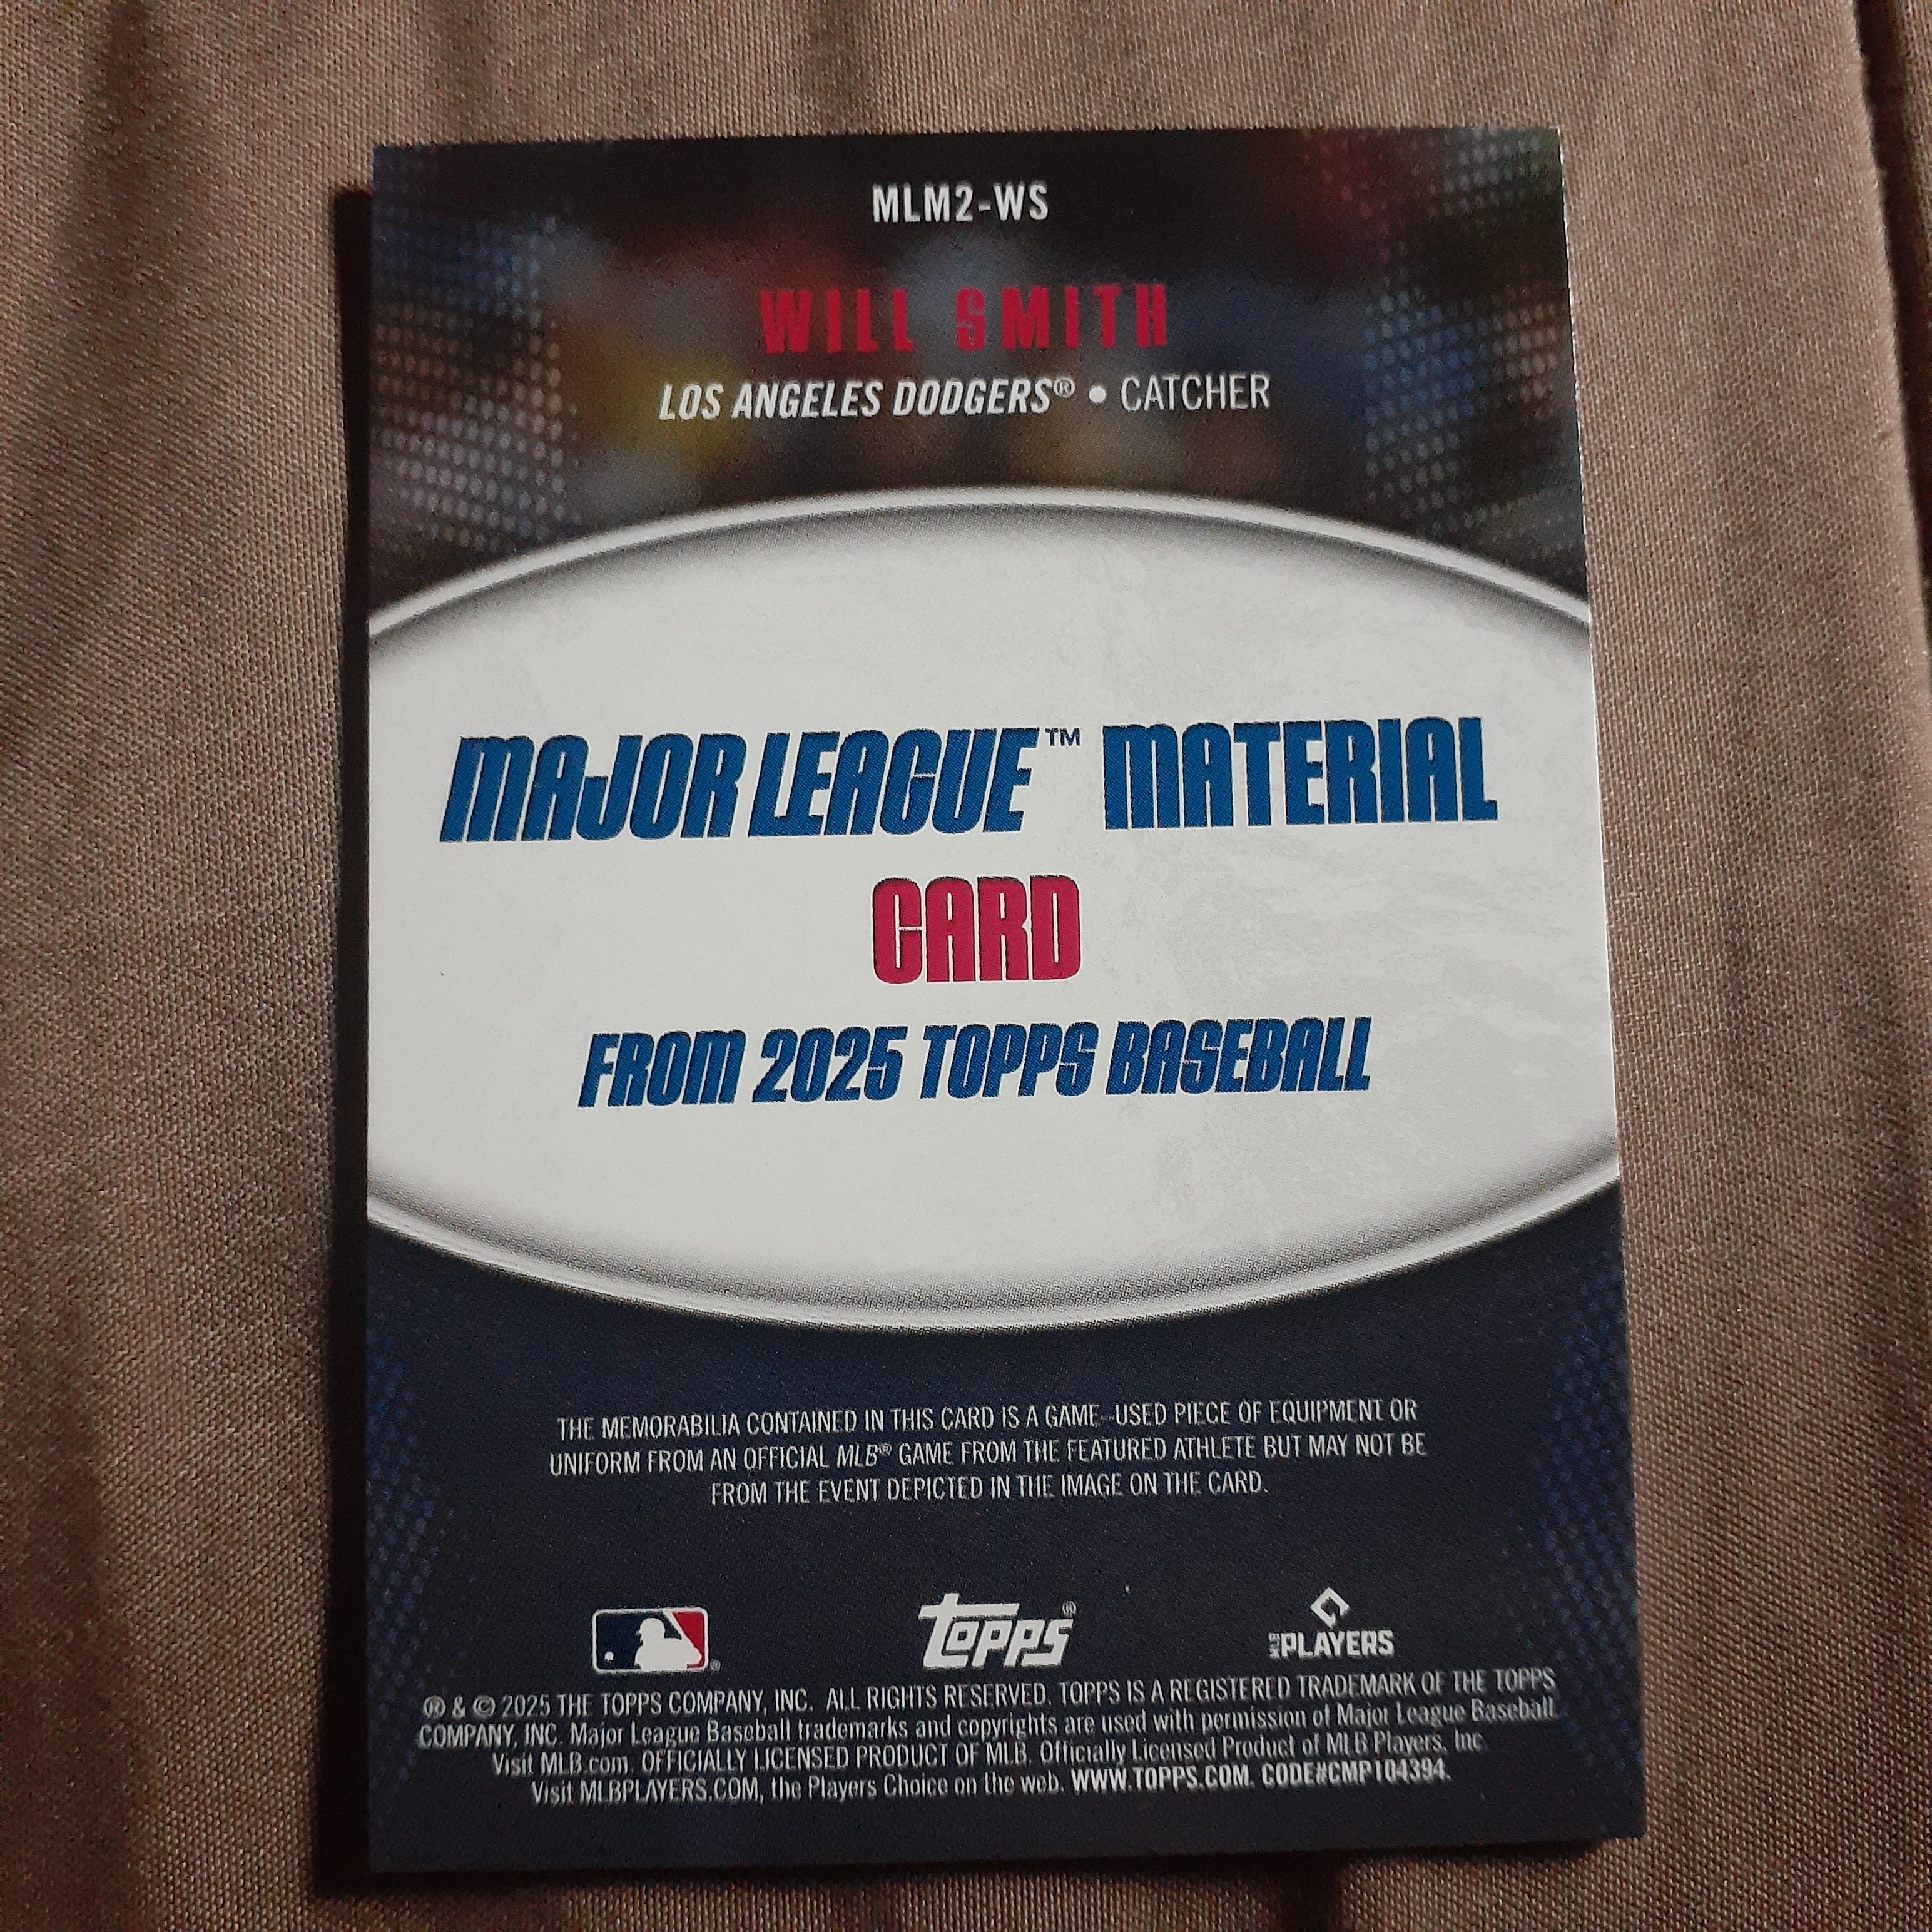 MLM2-WS
WILL SMITH
LOS ANGELES DODGERS® • CATCHER
MAJOR LEAGUE™ MATERIAL
CARD
FROM 2025 TOPPS BASEBALL
THE MEMORABILIA CONTAINED IN THIS CARD IS A GAME-USED PIECE OF EQUIPMENT OR
UNIFORM FROM AN OFFICIAL MLB® GAME FROM THE FEATURED ATHLETE BUT MAY NOT BE
FROM THE EVENT DEPICTED IN THE IMAGE ON THE CARD.
topps® MLB PLAYERS
® & © 2025 THE TOPPS COMPANY, INC. ALL RIGHTS RESERVED. TOPPS IS A REGISTERED TRADEMARK OF THE TOPPS
COMPANY, INC. Major League Baseball trademarks and copyrights are used with permission of Major League Baseball.
Visit MLB.com. OFFICIALLY LICENSED PRODUCT OF MLB. Officially Licensed Product of MLB Players, Inc.
Visit MLBPLAYERS.COM, the Players Choice on the web. WWW.TOPPS.COM. CODE#CMP104394.